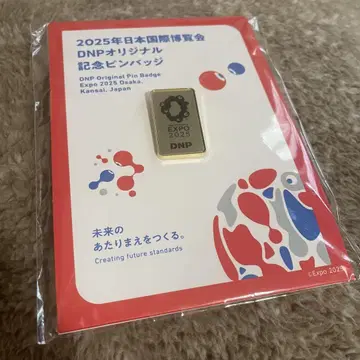 2025年日本国際博覧会
DNPオリジナル
記念ピンバッジ
DNP Original Pin Badge
Expo 2025 Osaka,
Kansai, Japan
EXPO
2025
DNP
未来の
あたりまえをつくる。
Creating future standards
©Expo 2025